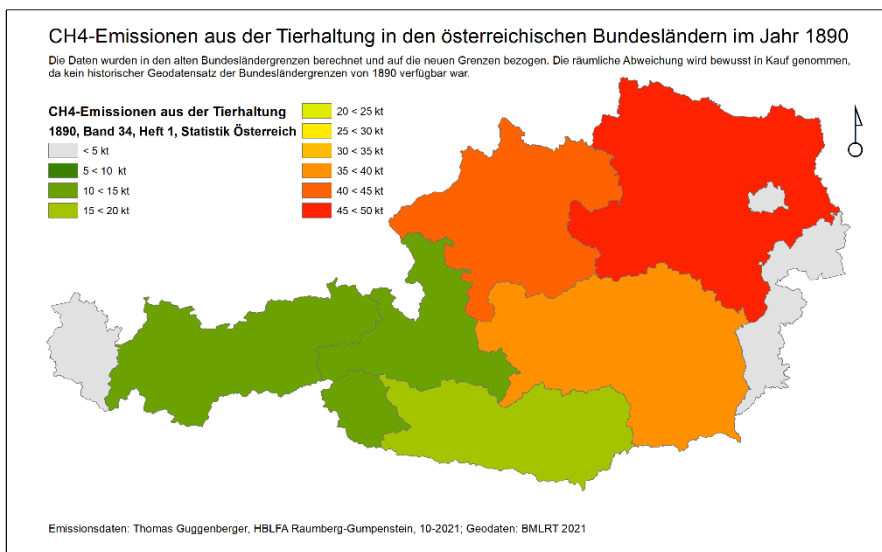 CH4-Emissionen aus der Tierhaltung in den österreichischen Bundesländern im Jahr 1890
Die Daten wurden in den alten Bundesländergrenzen berechnet und auf die neuen Grenzen bezogen. Die räumliche Abweichung wird bewusst in Kauf genommen,
da kein historischer Geodatensatz der Bundesländergrenzen von 1890 verfügbar war.
CH4-Emissionen aus der Tierhaltung
1890, Band 34, Heft 1, Statistik Österreich
< 5 kt
5 < 10 kt
10 < 15 kt
15 < 20 kt
20 < 25 kt
25 < 30 kt
30 < 35 kt
35 < 40 kt
40 < 45 kt
45 < 50 kt
Emissionsdaten: Thomas Guggenberger, HBLFA Raumberg-Gumpenstein, 10-2021; Geodaten: BMLRT 2021